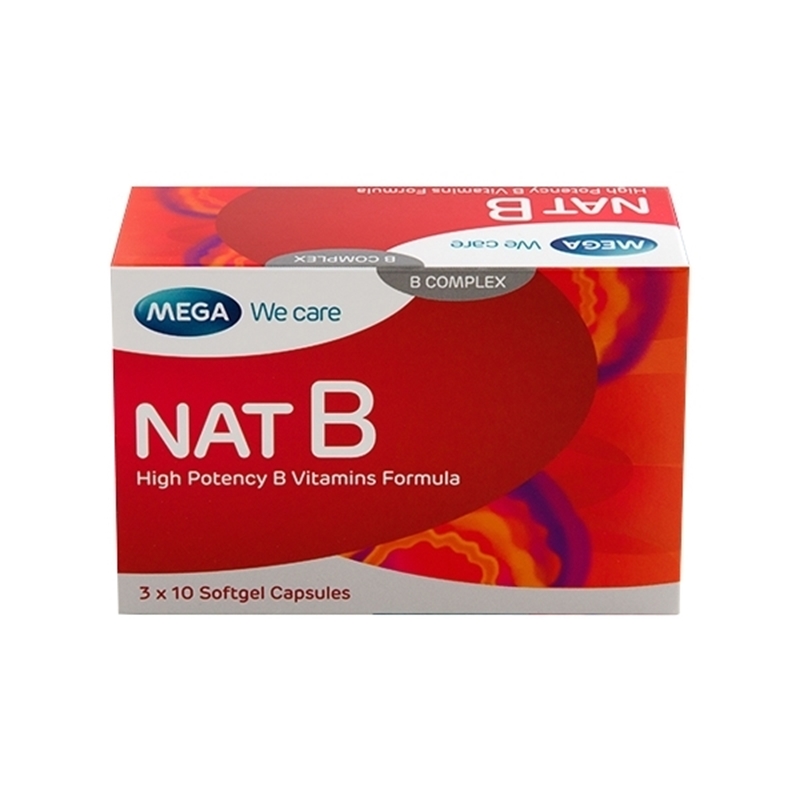 High Potency B Vitamins Formula
NAT B
MEGA We care
B COMPLEX
B COMPLEX
MEGA We care
NAT B
High Potency B Vitamins Formula
3 x 10 Softgel Capsules